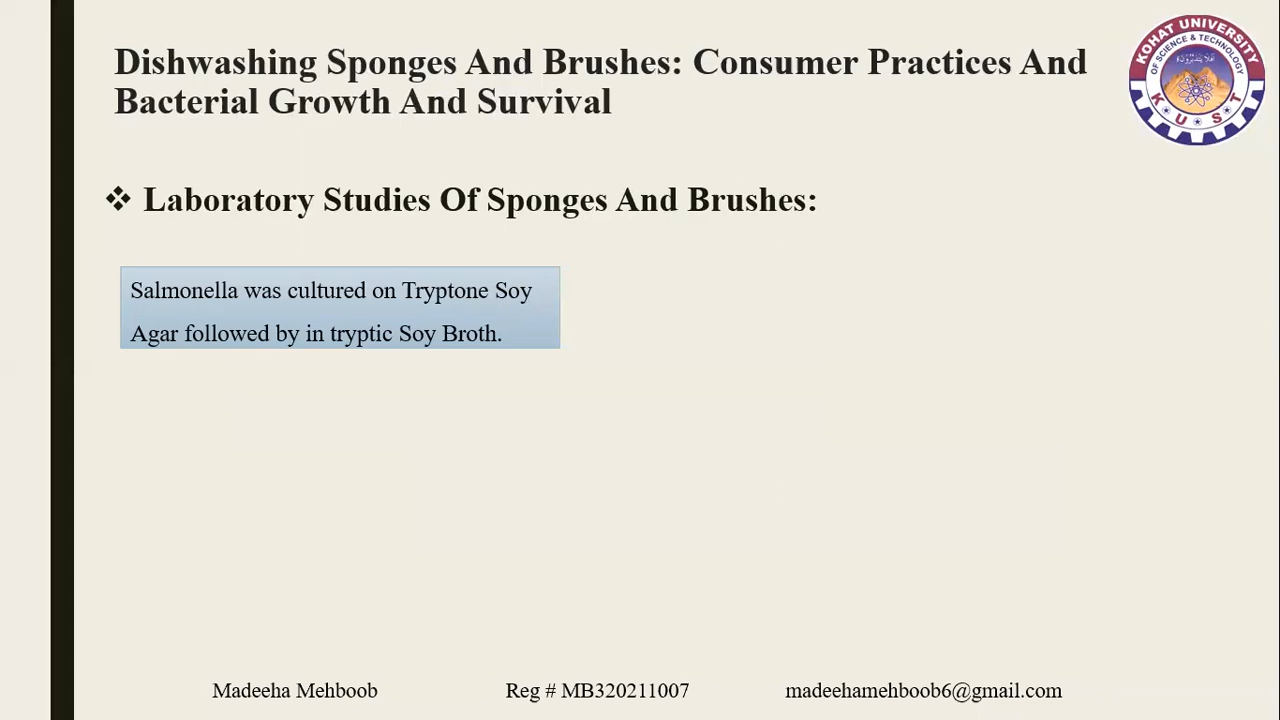 Dishwashing Sponges And Brushes: Consumer Practices And
Bacterial Growth And Survival
KOHAT UNIVERSITY
OF SCIENCE & TECHNOLOGY
K U S T
Laboratory Studies Of Sponges And Brushes:
Salmonella was cultured on Tryptone Soy
Agar followed by in tryptic Soy Broth.
Madeeha Mehboob Reg # MB320211007 madeehamehboob6@gmail.com